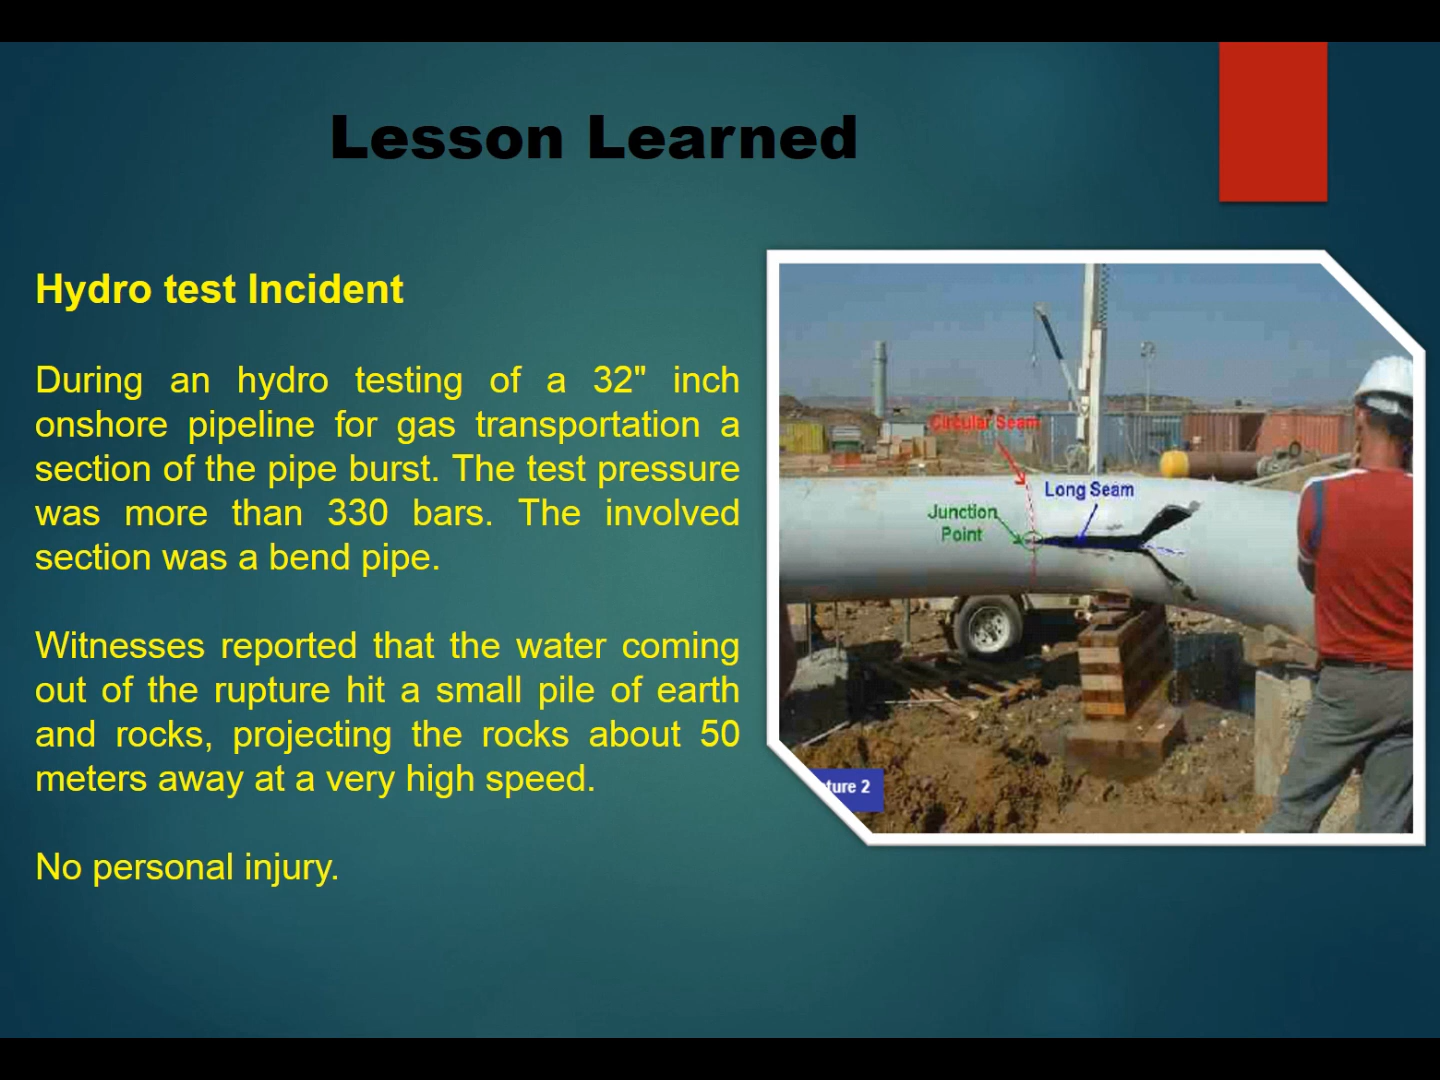 Lesson Learned
Hydro test Incident
During an hydro testing of a 32" inch
onshore pipeline for gas transportation a
section of the pipe burst. The test pressure
was more than 330 bars. The involved
section was a bend pipe.
Witnesses reported that the water coming
out of the rupture hit a small pile of earth
and rocks, projecting the rocks about 50
meters away at a very high speed.
No personal injury.
Circular Seam
Long Seam
Junction
Point
ture 2